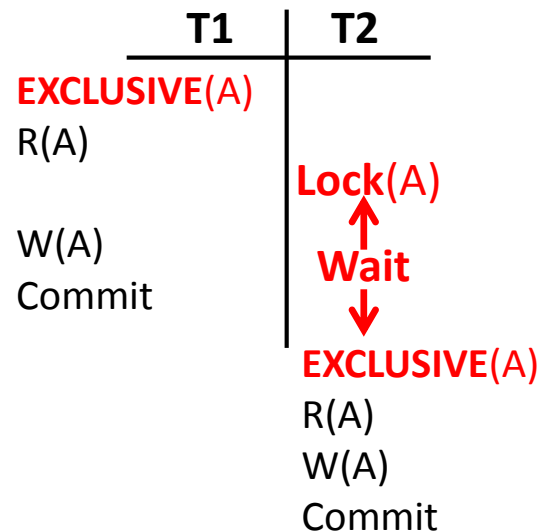 T1 T2
EXCLUSIVE(A)
R(A)
Lock(A)
W(A)
Wait
Commit
EXCLUSIVE(A)
R(A)
W(A)
Commit